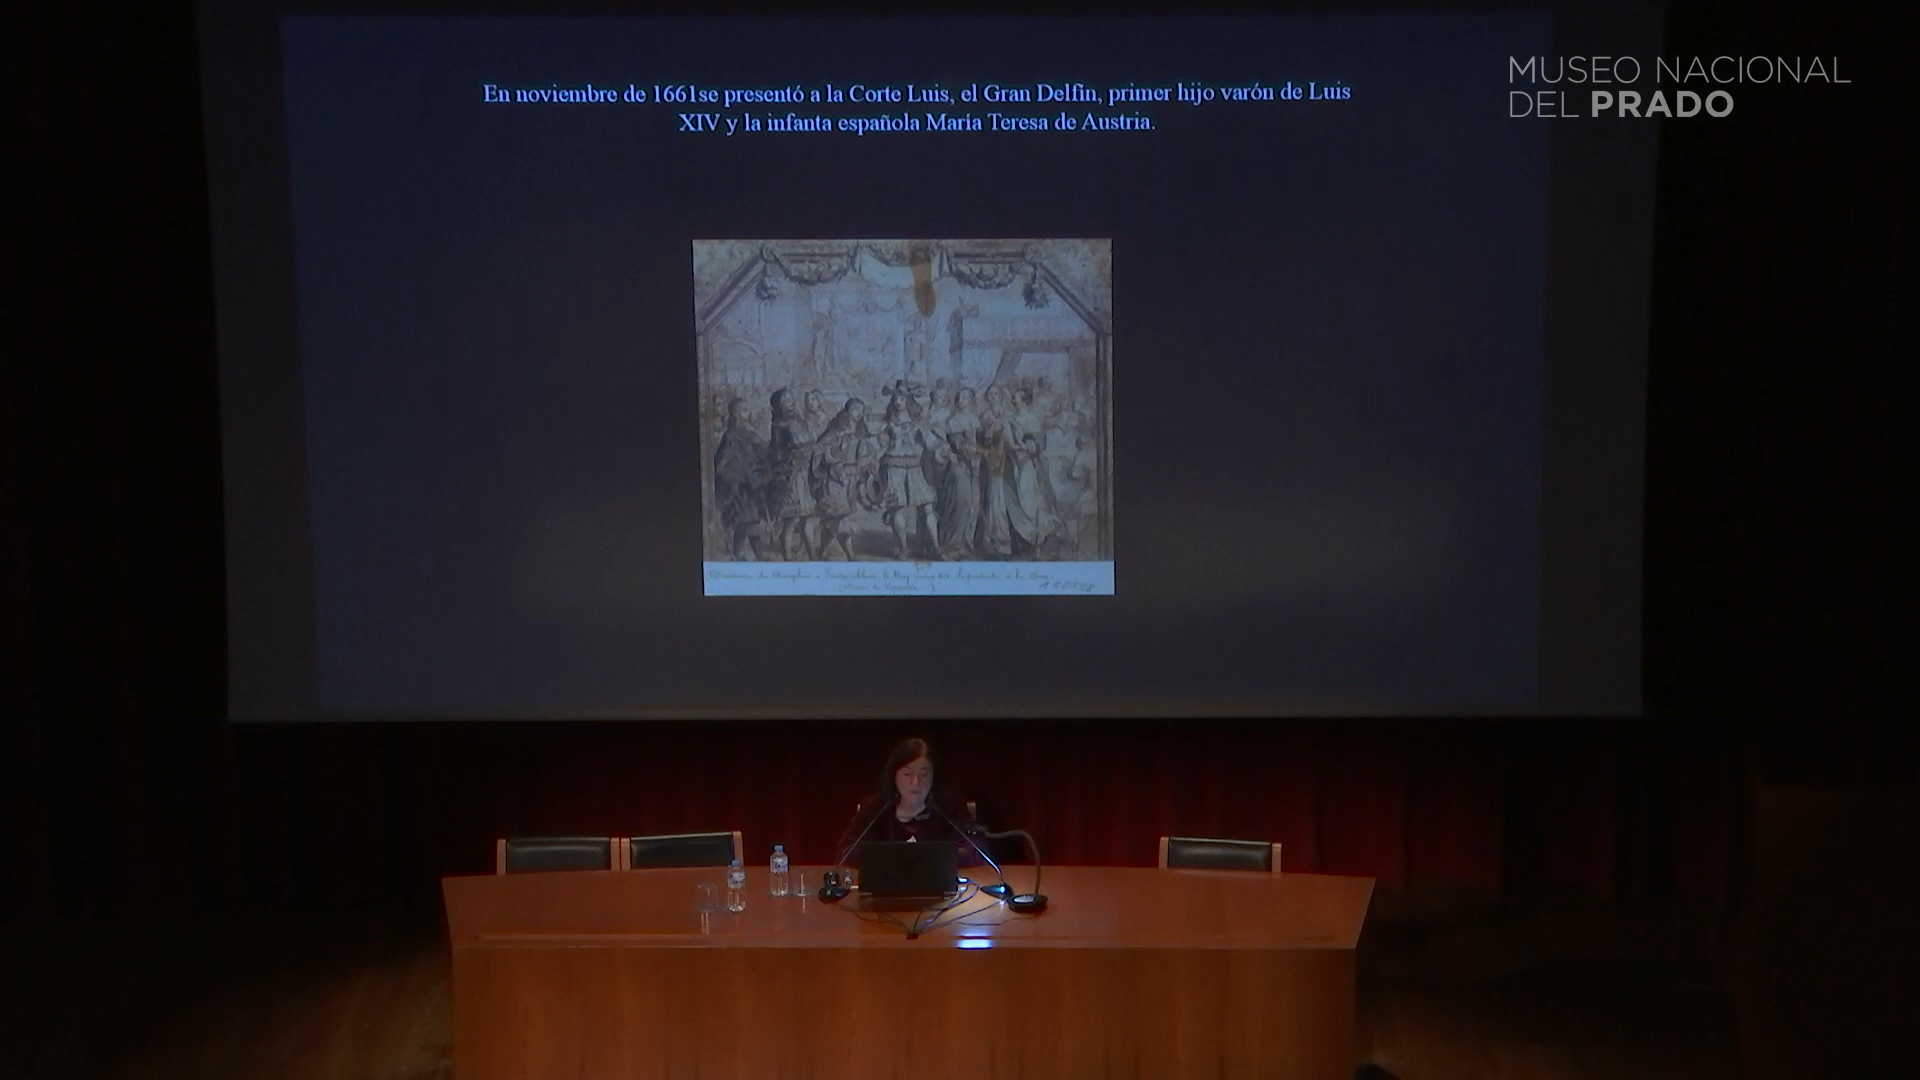 En noviembre de 1661se presentó a la Corte Luis, el Gran Delfin, primer hijo varón de Luis
XIV y la infanta española María Teresa de Austria.
MUSEO NACIONAL
DEL PRADO